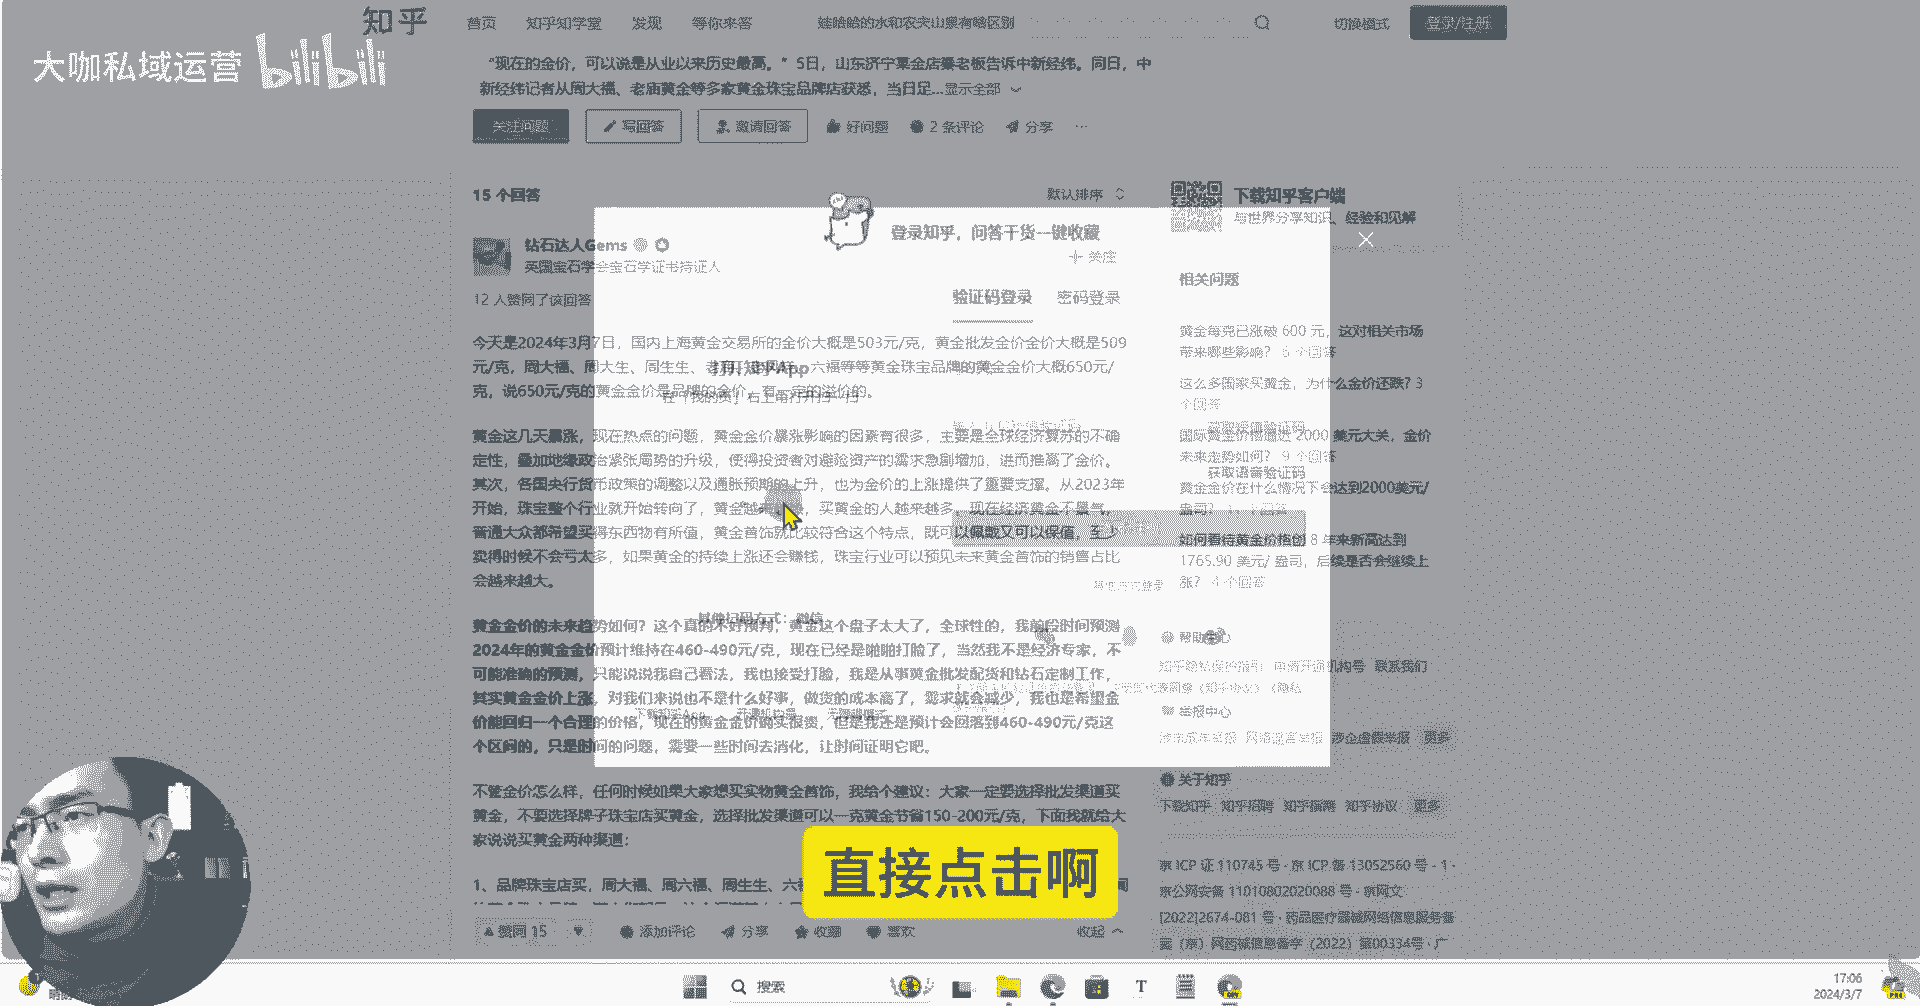 大咖私域运营 bilibili
知乎 首页 知乎知学堂 发现 等你来答 娃哈哈的水和农夫山泉有啥区别 切换模式 登录/注册
“现在的金价，可以说是从业以来历史最高。”5日，山东济宁某金店秦老板告诉中新经纬。同日，中
新经纬记者从周大福、老庙黄金等多家黄金珠宝品牌店获悉，当日足...显示全部
关注问题 写回答 邀请回答 好问题 2 条评论 分享 ···
15 个回答 默认排序
钻石达人Gems
英国宝石学会金石学证书持证人
关注
12 人赞同了该回答
今天是2024年3月7日，国内上海黄金交易所的金价大概是503元/克，黄金批发金价金价大概是509
元/克，周大福、周大生、周生生、六福等等黄金珠宝品牌的黄金金价大概650元/
克，说650元/克的黄金金价是品牌的金价，有一定的溢价的。
黄金这几天暴涨，现在热点的问题，黄金金价暴涨影响的因素有很多，主要是全球经济复苏的不确
定性，叠加地缘政治紧张局势的升级，使得投资者对避险资产的需求急剧增加，进而推高了金价。
其次，各国央行货币政策的调整以及通胀预期的上升，也为金价的上涨提供了重要支撑。从2023年
开始，珠宝整个行业就开始转向了，黄金越来，买黄金的人越来越多，现在经济黄金不景气，
普通大众都希望买得东西物有所值，黄金首饰就比较符合这个特点，既可以佩戴又可以保值，至少
卖得时候不会亏太多，如果黄金的持续上涨还会赚钱，珠宝行业可以预见未来黄金首饰的销售占比
会越来越大。
黄金金价的未来趋势如何？这个真的不好预判，黄金这个盘子太大了，全球性的，我前段时间预测
2024年的黄金金价预计维持在460-490元/克，现在已经是啪啪打脸了，当然我不是经济专家，不
可能准确的预测，只能说说我自己看法，我也接受打脸，我是从事黄金批发配货和钻石定制工作，
其实黄金金价上涨，对我们来说也不是什么好事，做货的成本高了，需求就会减少，我也是希望金
价能回归一个合理的价格，现在的黄金金价确实很贵，但是我还是预计会回落到460-490元/克这
个区间的，只是时间的问题，需要一些时间去消化，让时间证明它吧。
不管金价怎么样，任何时候如果大家想买实物黄金首饰，我给个建议：大家一定要选择批发渠道买
黄金，不要选择牌子珠宝店买黄金，选择批发渠道可以一克黄金节省150-200元/克，下面我就给大
家说说买黄金两种渠道：
1、品牌珠宝店买，周大福、周六福、周生生、六
赞同 15 添加评论 分享 收藏 喜欢 收起
登录知乎，问答干货一键收藏
验证码登录 密码登录
打开 知乎App
在「我的页」右上角打开扫一扫
获取短信验证码
获取语音验证码
其他扫码方式：微信
其他方式登录
下载知乎App 开通机构号 无障碍模式
下载知乎客户端
与世界分享知识、经验和见解
相关问题
黄金每克已涨破 600 元，这对相关市场
带来哪些影响？ 5 个回答
这么多国家买黄金，为什么金价还跌？ 3
个回答
国际黄金价格逼近 2000 美元大关，金价
未来走势如何？ 9 个回答
黄金金价在什么情况下会达到2000美元/
盎司？ 个回答
如何看待黄金价格创 8 年来新高达到
1765.90 美元/ 盎司，后续是否会继续上
涨？ 4 个回答
帮助中心
知乎隐私保护指引 申请开通机构号 联系我们
举报中心
涉未成年举报 网络谣言举报 涉企虚假举报 更多
关于知乎
下载知乎 知乎招聘 知乎指南 知乎协议 更多
京 ICP 证 110745 号 · 京 ICP 备 13052560 号 - 1 ·
京公网安备 11010802020088 号 · 京网文
[2022]2674-081 号 · 药品医疗器械网络信息服务备
案（京）网药械信息备字（2022）第00334号 · 广
直接点击啊
搜索
17:06
2024/3/7